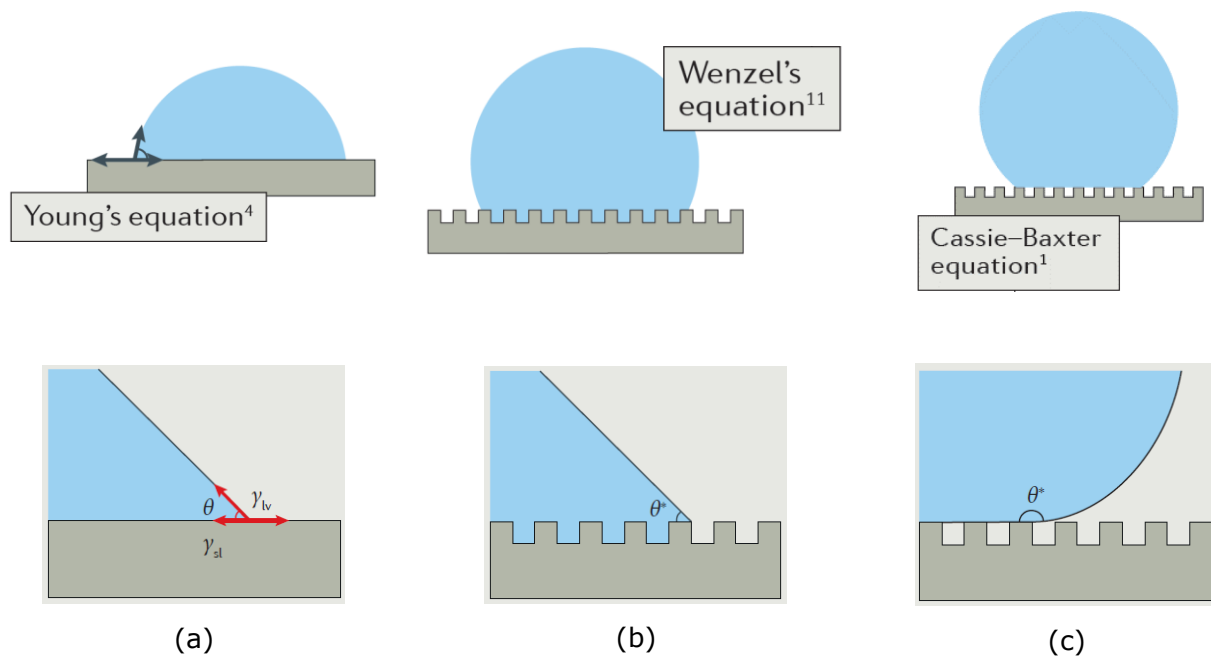 Young's equation⁴
Wenzel's
equation¹¹
Cassie–Baxter
equation¹
θ
γlv
γsl
θ*
θ*
(a)
(b)
(c)